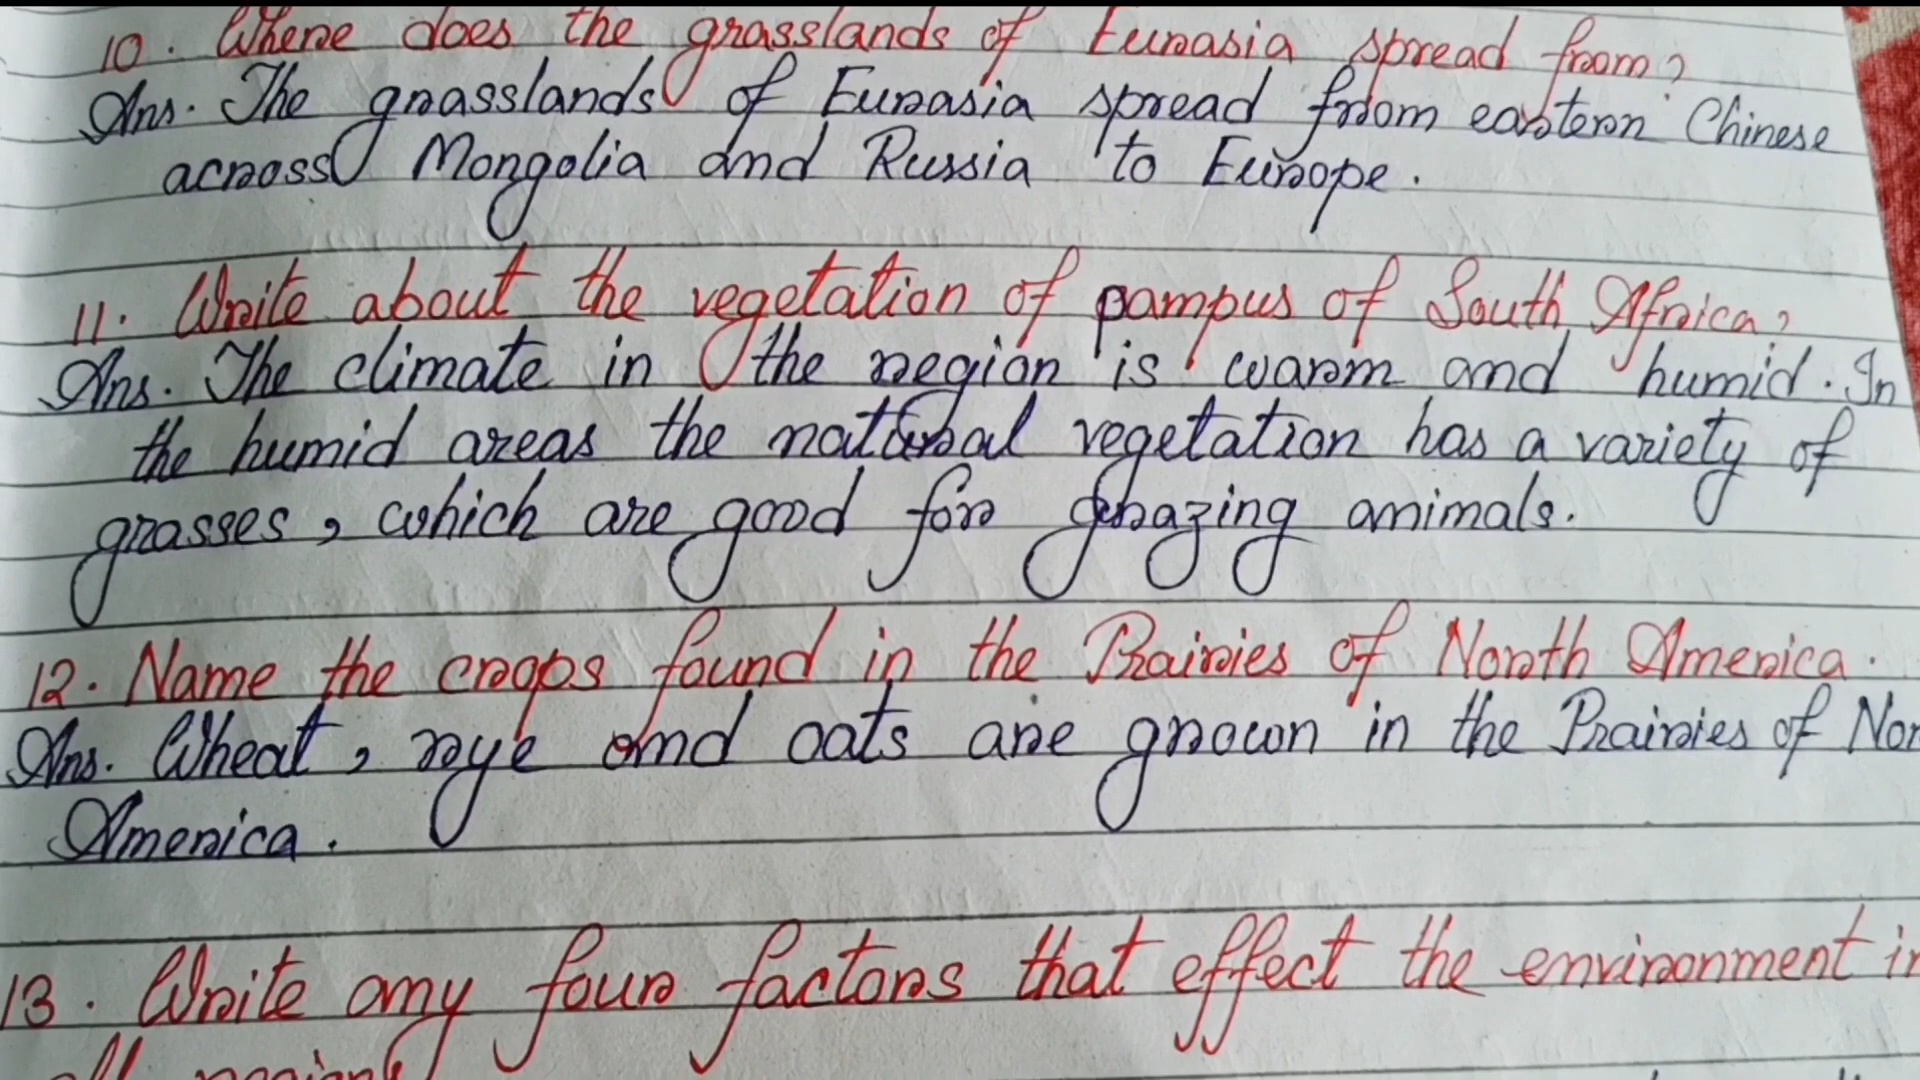 10. Where does the grasslands of Eurasia spread from?
Ans. The grasslands of Eurasia spread from eastern Chinese
across Mongolia and Russia to Europe.
11. Write about the vegetation of pampus of South Africa?
Ans. The climate in the region is warm and humid. In
the humid areas the natural vegetation has a variety of
grasses, which are good for grazing animals.
12. Name the crops found in the Prairies of North America.
Ans. Wheat, rye and oats are grown in the Prairies of Nor
America.
13. Write any four factors that effect the environment in